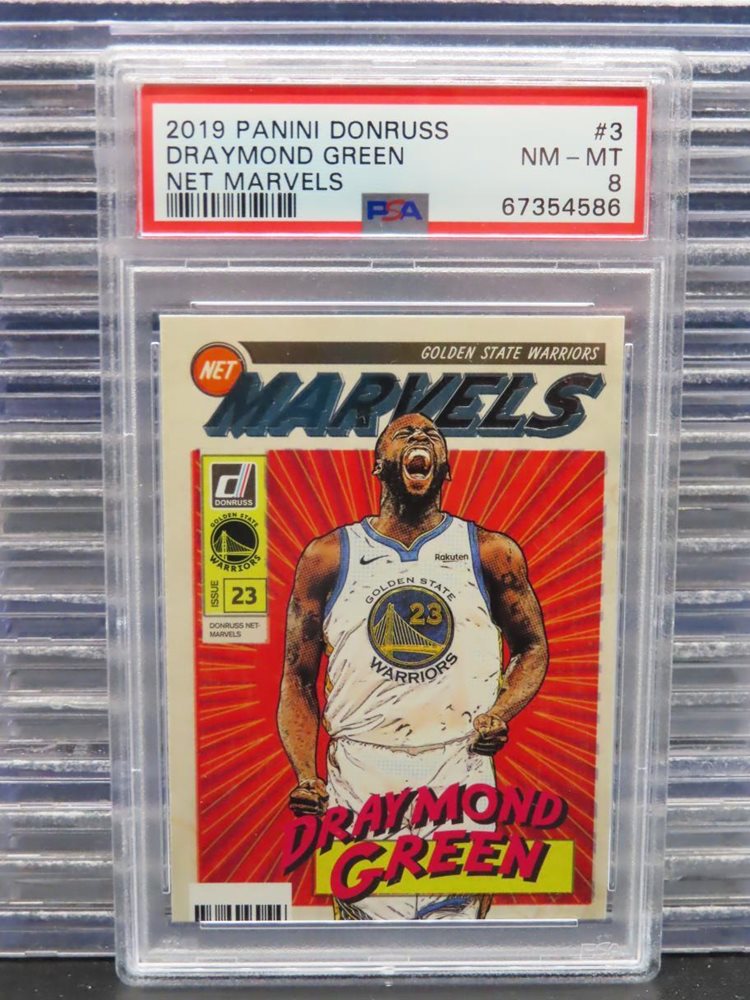 2019 PANINI DONRUSS #3
DRAYMOND GREEN NM - MT
NET MARVELS 8
PSA 67354586
GOLDEN STATE WARRIORS
NET
MARVELS
DONRUSS
GOLDEN STATE
WARRIORS
ISSUE 23
DONRUSS NET-
MARVELS
Rakuten
GOLDEN STATE
23
WARRIORS
DRAYMOND
GREEN